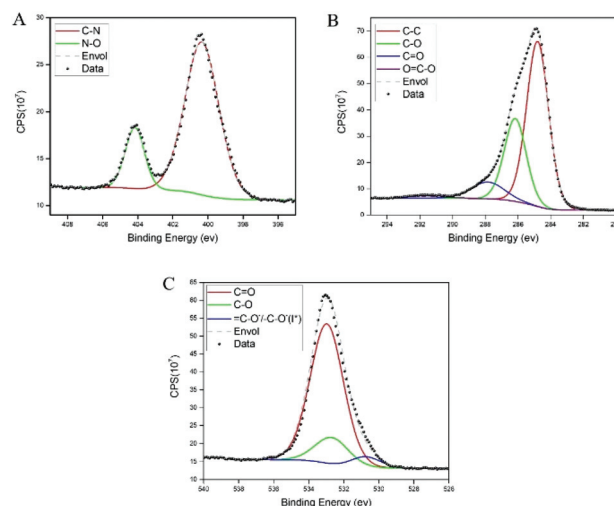 A
30
25
20
15
10
CPS(10⁷)
C-N
N-O
Envol
Data
408 406 404 402 400 398 396
Binding Energy (ev)
B
80
70
60
50
40
30
20
10
0
CPS(10⁷)
C-C
C-O
C=O
O=C-O
Envol
Data
294 292 290 288 286 284 282
Binding Energy (ev)
C
65
60
55
50
45
40
35
30
25
20
15
10
CPS(10⁷)
C=O
C-O
=C-O⁻/-C-O⁻(I*)
Envol
Data
540 538 536 534 532 530 528 526
Binding Energy (ev)